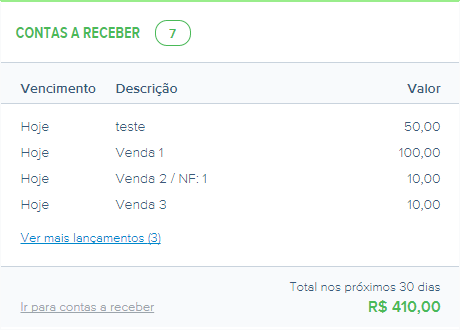 CONTAS A RECEBER 7
Vencimento Descrição Valor
Hoje teste 50,00
Hoje Venda 1 100,00
Hoje Venda 2 / NF: 1 10,00
Hoje Venda 3 10,00
Ver mais lançamentos (3)
Total nos próximos 30 dias
Ir para contas a receber R$ 410,00